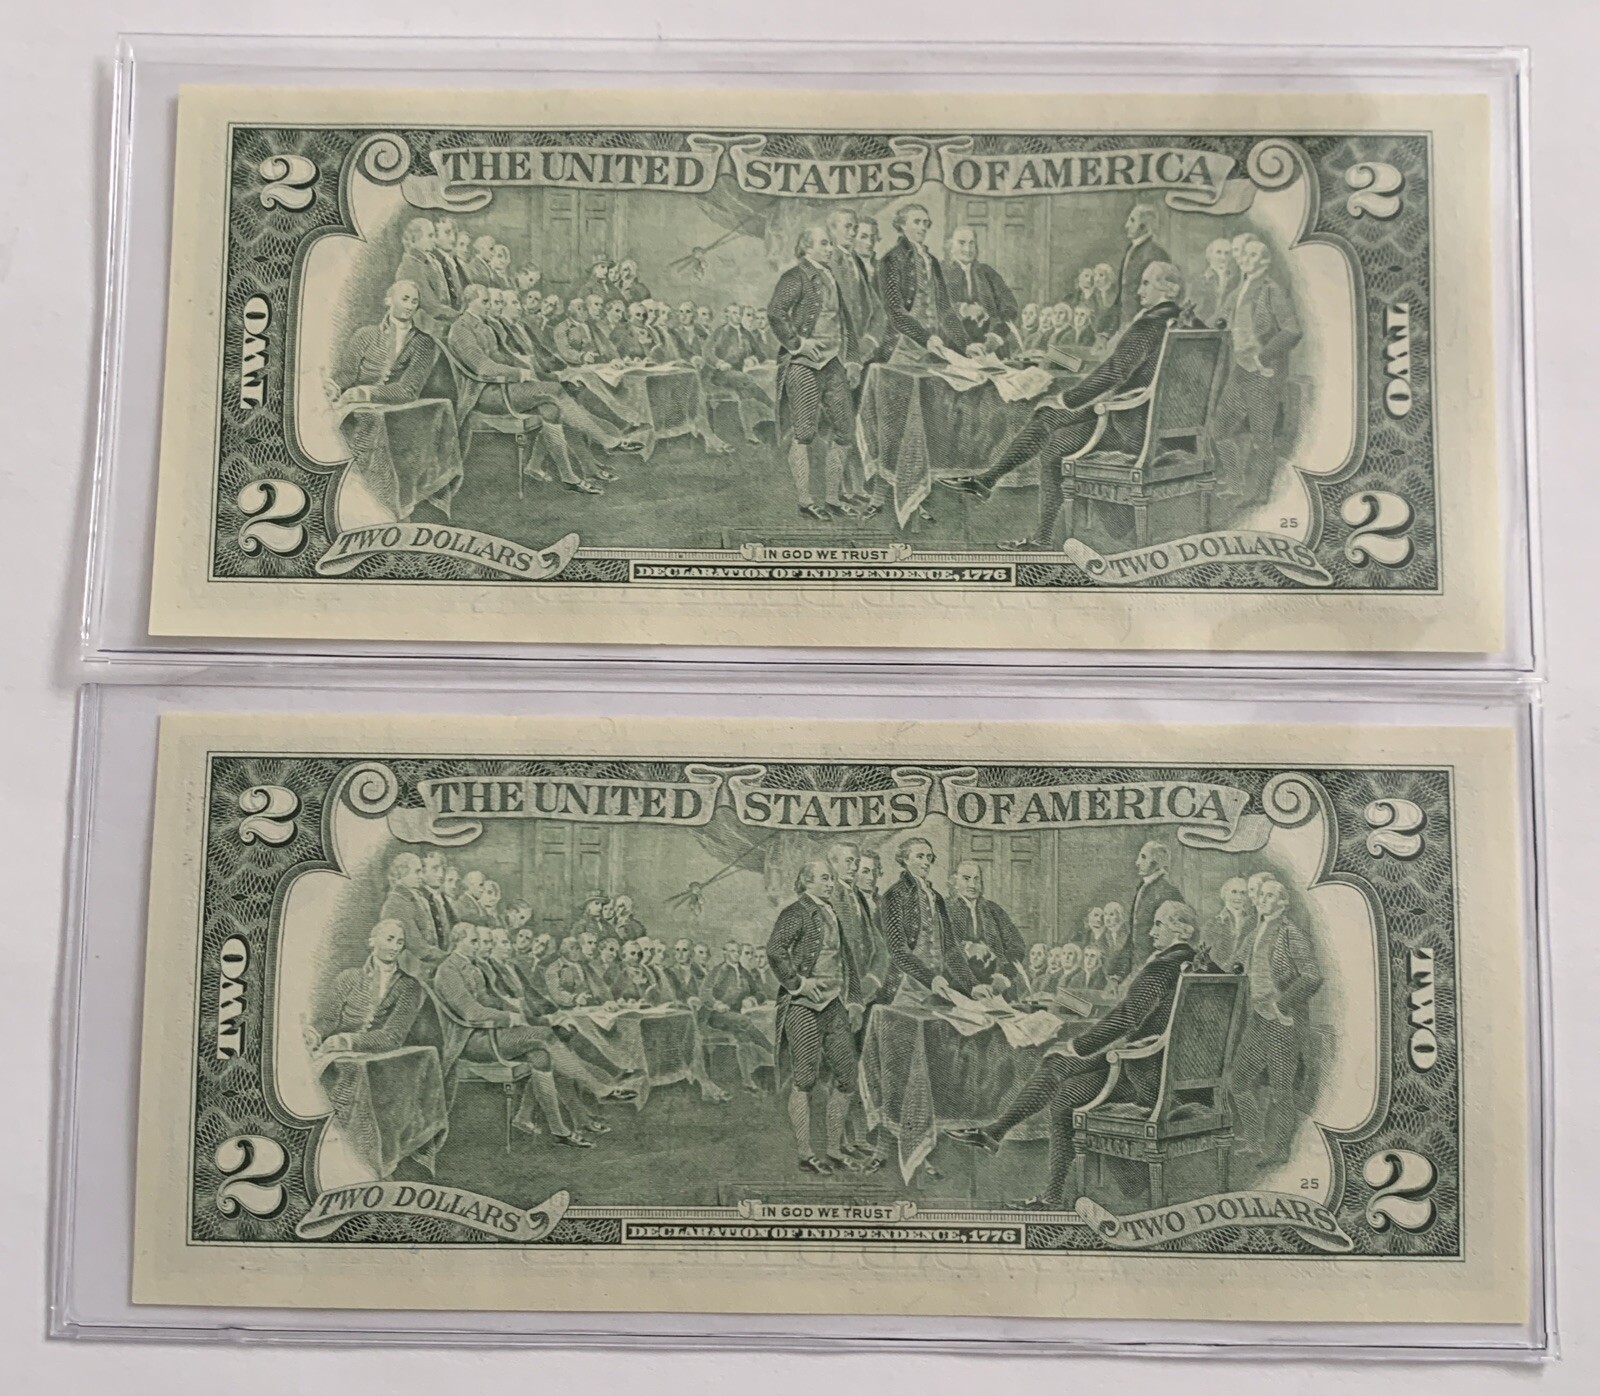 2 THE UNITED STATES OF AMERICA 2
TWO TWO
2 25 2
TWO DOLLARS IN GOD WE TRUST TWO DOLLARS
DECLARATION OF INDEPENDENCE, 1776
2 THE UNITED STATES OF AMERICA 2
TWO TWO
2 25 2
TWO DOLLARS IN GOD WE TRUST TWO DOLLARS
DECLARATION OF INDEPENDENCE, 1776